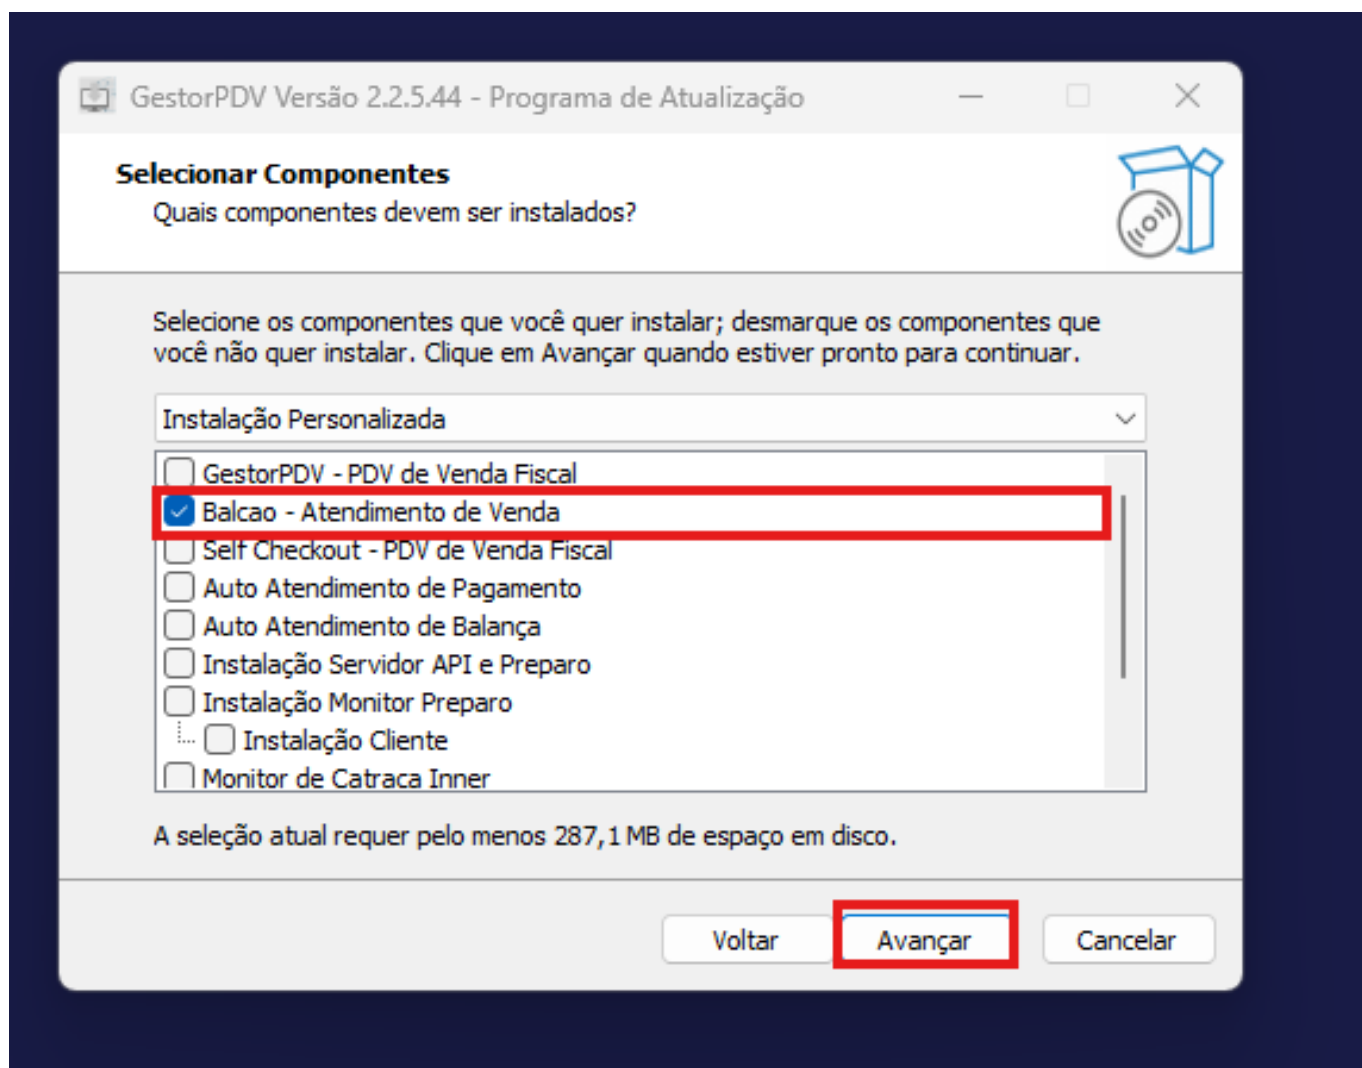 GestorPDV Versão 2.2.5.44 - Programa de Atualização
Selecionar Componentes
Quais componentes devem ser instalados?
Selecione os componentes que você quer instalar; desmarque os componentes que
você não quer instalar. Clique em Avançar quando estiver pronto para continuar.
Instalação Personalizada
GestorPDV - PDV de Venda Fiscal
Balcao - Atendimento de Venda
Self Checkout - PDV de Venda Fiscal
Auto Atendimento de Pagamento
Auto Atendimento de Balança
Instalação Servidor API e Preparo
Instalação Monitor Preparo
Instalação Cliente
Monitor de Catraca Inner
A seleção atual requer pelo menos 287,1 MB de espaço em disco.
Voltar
Avançar
Cancelar